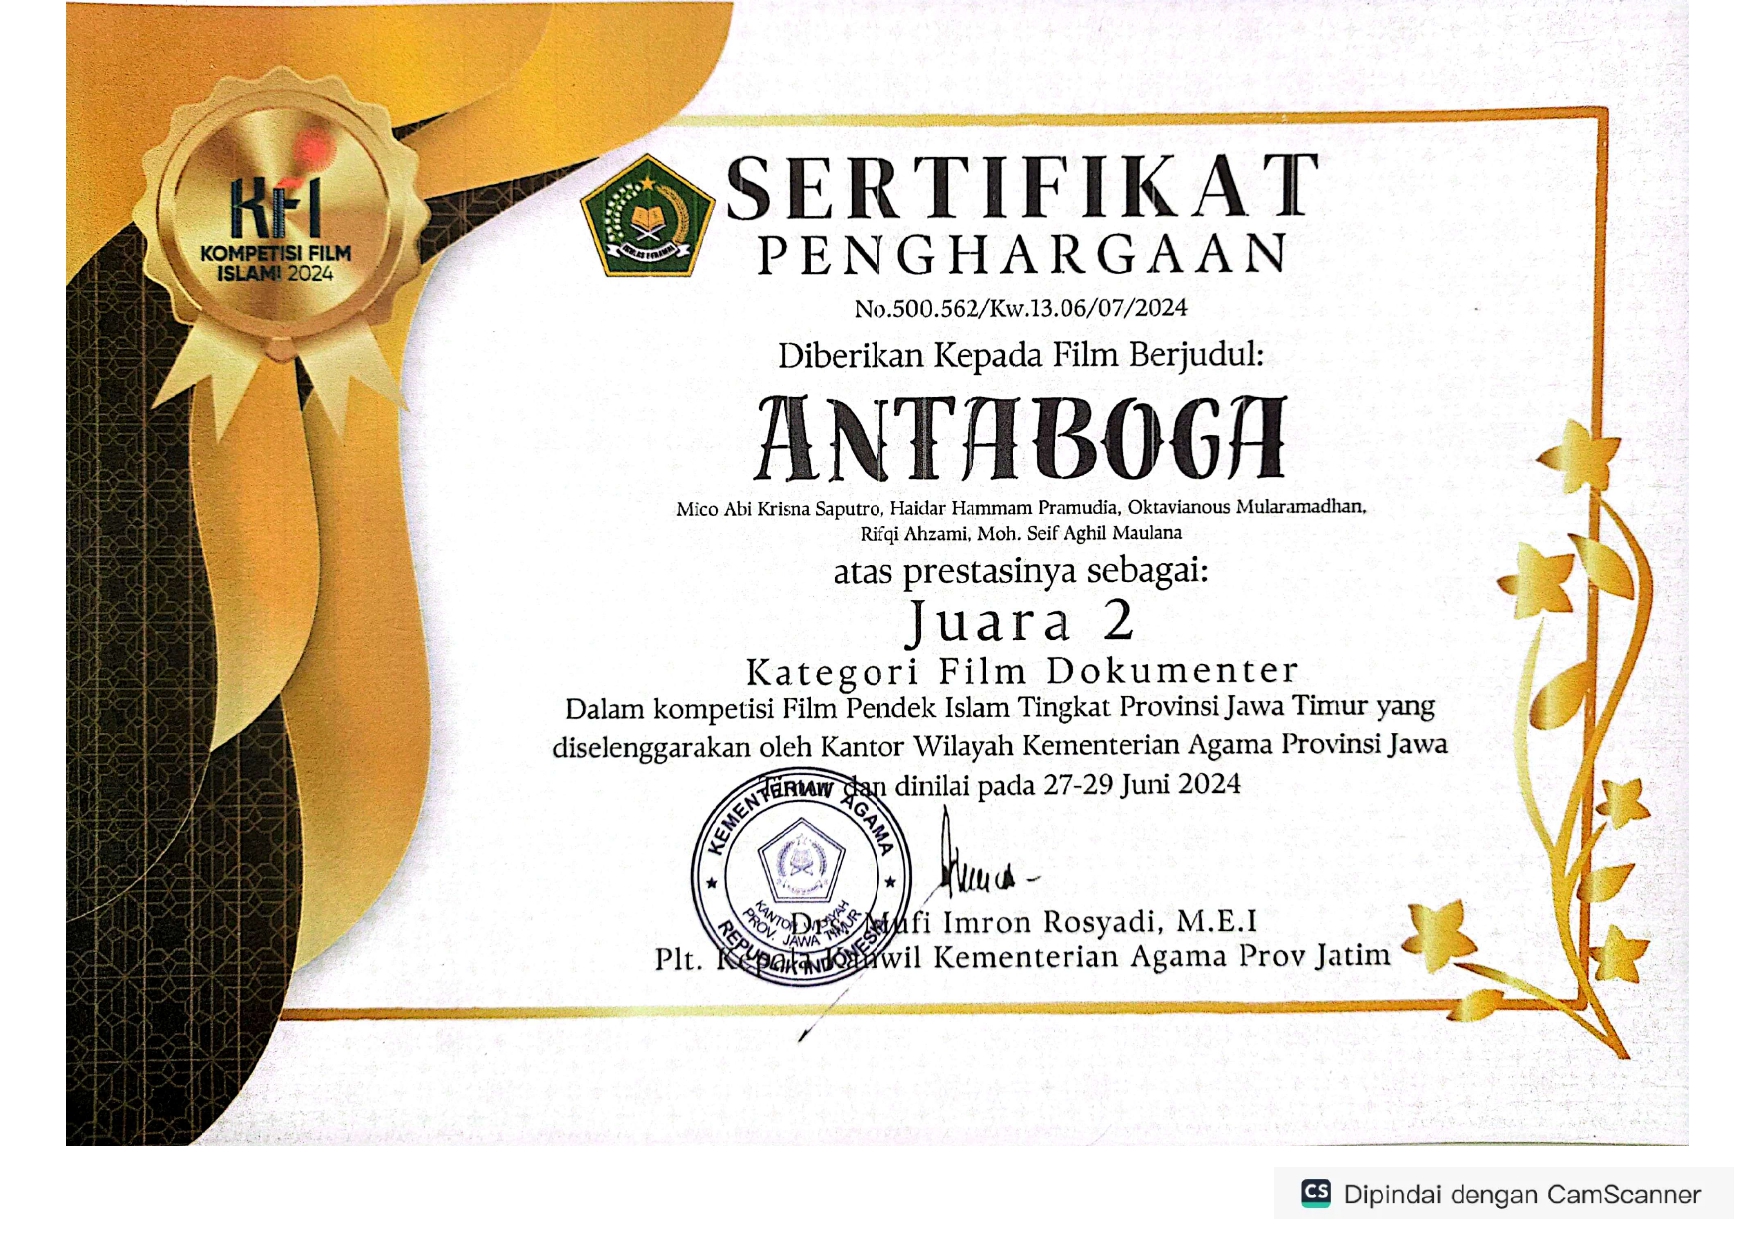 KFI
KOMPETISI FILM
ISLAMI 2024
SERTIFIKAT
PENGHARGAAN
No.500.562/Kw.13.06/07/2024
Diberikan Kepada Film Berjudul:
ANTABOGA
Mico Abi Krisna Saputro, Haidar Hammam Pramudia, Oktavianous Mularamadhan,
Rifqi Ahzami, Moh. Seif Aghil Maulana
atas prestasinya sebagai:
Juara 2
Kategori Film Dokumenter
Dalam kompetisi Film Pendek Islam Tingkat Provinsi Jawa Timur yang
diselenggarakan oleh Kantor Wilayah Kementerian Agama Provinsi Jawa
Timur dan dinilai pada 27-29 Juni 2024
KEMENTERIAN AGAMA
KANTOR WILAYAH
PROV. JAWA TIMUR
REPUBLIK INDONESIA
Drs. Mufi Imron Rosyadi, M.E.I
Plt. Kepala Kanwil Kementerian Agama Prov Jatim
CS Dipindai dengan CamScanner